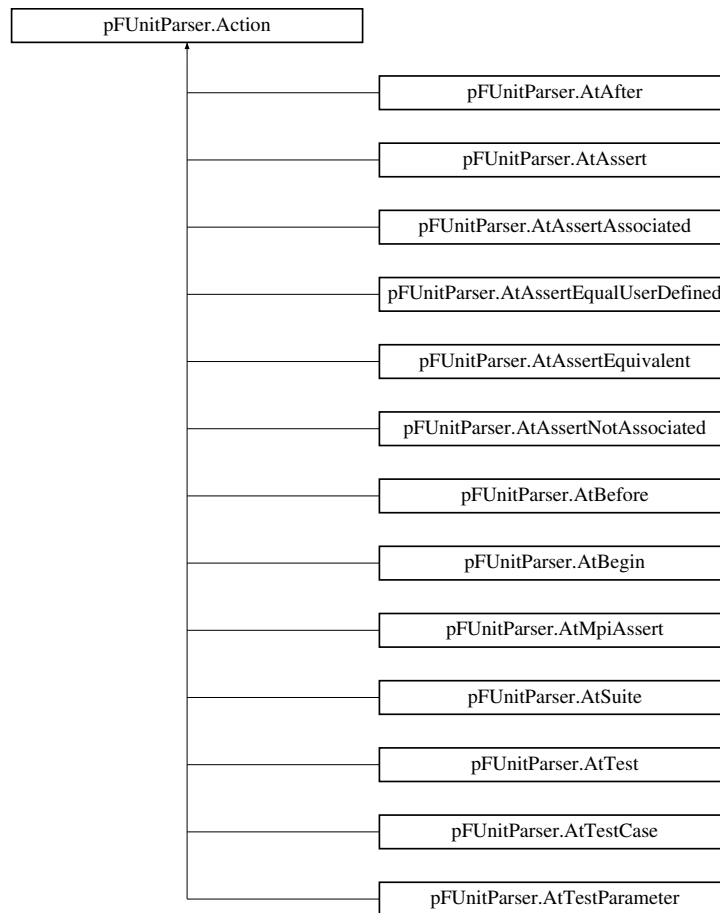 pFUnitParser.Action
pFUnitParser.AtAfter
pFUnitParser.AtAssert
pFUnitParser.AtAssertAssociated
pFUnitParser.AtAssertEqualUserDefined
pFUnitParser.AtAssertEquivalent
pFUnitParser.AtAssertNotAssociated
pFUnitParser.AtBefore
pFUnitParser.AtBegin
pFUnitParser.AtMpiAssert
pFUnitParser.AtSuite
pFUnitParser.AtTest
pFUnitParser.AtTestCase
pFUnitParser.AtTestParameter